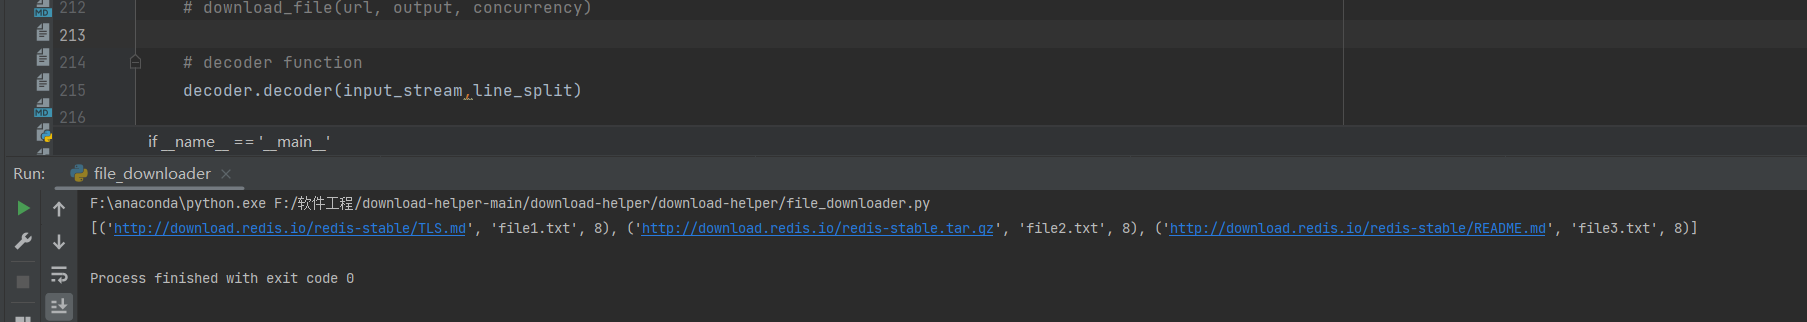 212 # download_file(url, output, concurrency)
213
214 # decoder function
215 decoder.decoder(input_stream,line_split)
216
if __name__ == '__main__'
Run: file_downloader
F:\anaconda\python.exe F:/软件工程/download-helper-main/download-helper/download-helper/file_downloader.py
[('http://download.redis.io/redis-stable/TLS.md', 'file1.txt', 8), ('http://download.redis.io/redis-stable.tar.gz', 'file2.txt', 8), ('http://download.redis.io/redis-stable/README.md', 'file3.txt', 8)]
Process finished with exit code 0
MD
MD